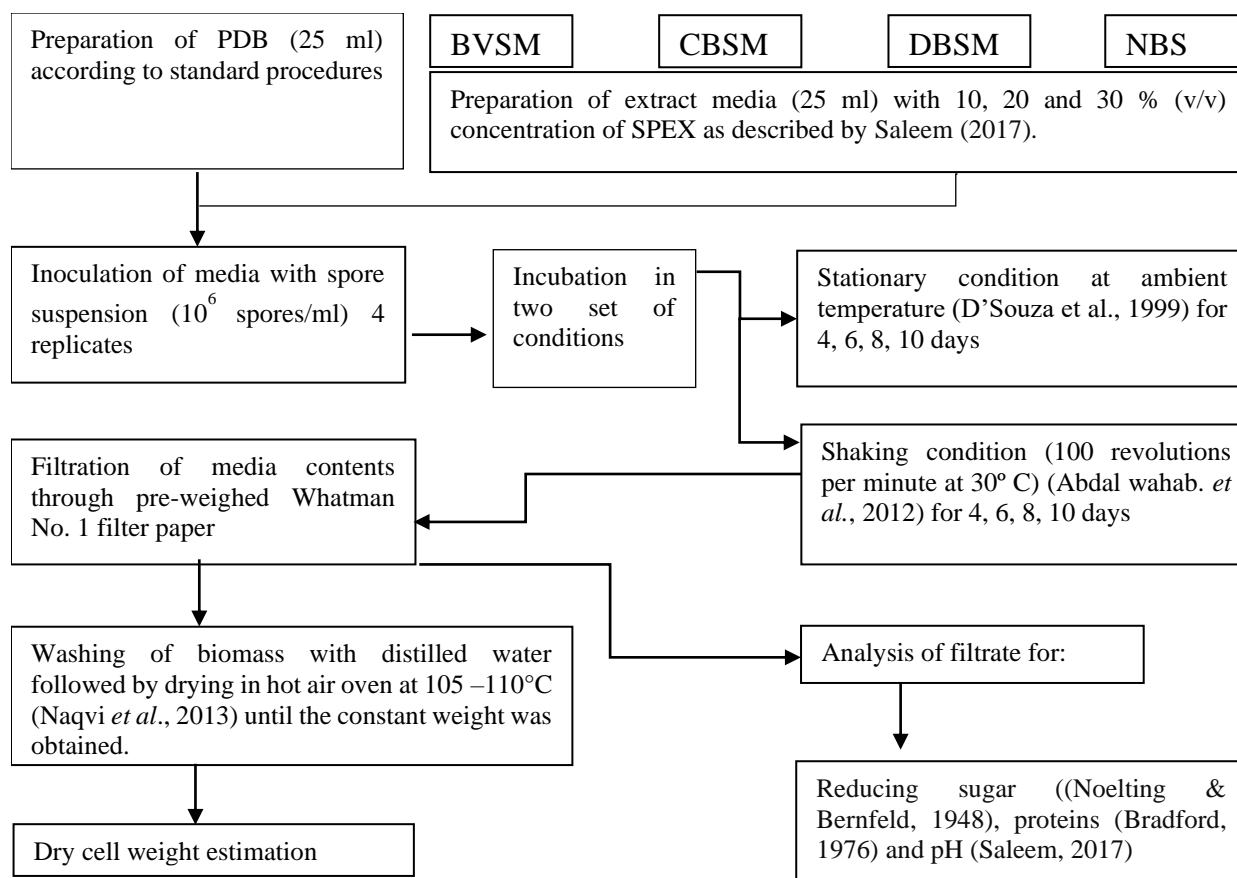 Preparation of PDB (25 ml)
according to standard procedures
BVSM
CBSM
DBSM
NBS
Preparation of extract media (25 ml) with 10, 20 and 30 % (v/v)
concentration of SPEX as described by Saleem (2017).
Inoculation of media with spore
suspension (10^6 spores/ml) 4
replicates
Incubation in
two set of
conditions
Stationary condition at ambient
temperature (D’Souza et al., 1999) for
4, 6, 8, 10 days
Shaking condition (100 revolutions
per minute at 30º C) (Abdal wahab. et
al., 2012) for 4, 6, 8, 10 days
Filtration of media contents
through pre-weighed Whatman
No. 1 filter paper
Washing of biomass with distilled water
followed by drying in hot air oven at 105 –110°C
(Naqvi et al., 2013) until the constant weight was
obtained.
Analysis of filtrate for:
Dry cell weight estimation
Reducing sugar ((Noelting &
Bernfeld, 1948), proteins (Bradford,
1976) and pH (Saleem, 2017)